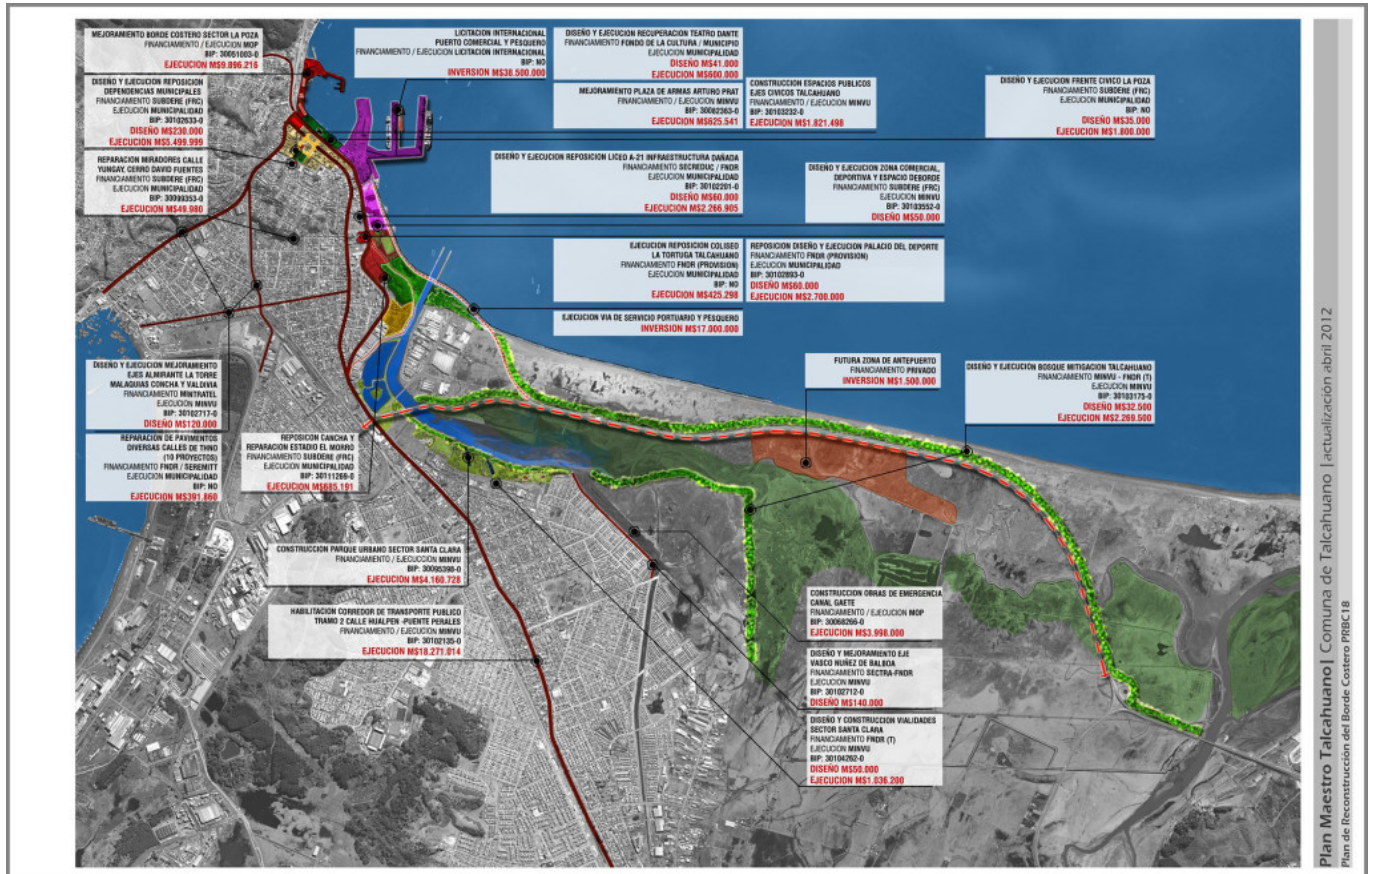 MEJORAMIENTO BORDE COSTERO SECTOR LA POZA
FINANCIAMIENTO / EJECUCION MOP
BIP: 30051003-0
EJECUCION M$9.896.216
DISEÑO Y EJECUCION REPOSICION
DEPENDENCIAS MUNICIPALES
FINANCIAMIENTO SUBDERE (FRC)
EJECUCION MUNICIPALIDAD
BIP: 30102633-0
DISEÑO M$230.000
EJECUCION M$5.499.999
REPARACION MIRADORES CALLE
YUNGAY, CERRO DAVID FUENTES
FINANCIAMIENTO SUBDERE (FRC)
EJECUCION MUNICIPALIDAD
BIP: 30099353-0
EJECUCION M$49.980
LICITACION INTERNACIONAL
PUERTO COMERCIAL Y PESQUERO
FINANCIAMIENTO / EJECUCION LICITACION INTERNACIONAL
BIP: NO
INVERSION M$38.500.000
DISEÑO Y EJECUCION RECUPERACION TEATRO DANTE
FINANCIAMIENTO FONDO DE LA CULTURA / MUNICIPIO
EJECUCION MUNICIPALIDAD
DISEÑO M$41.000
EJECUCION M$600.000
MEJORAMIENTO PLAZA DE ARMAS ARTURO PRAT
FINANCIAMIENTO / EJECUCION MINVU
BIP: 30082363-0
EJECUCION M$625.541
CONSTRUCCION ESPACIOS PUBLICOS
EJES CIVICOS TALCAHUANO
FINANCIAMIENTO / EJECUCION MINVU
BIP: 30103232-0
EJECUCION M$1.821.498
DISEÑO Y EJECUCION FRENTE CIVICO LA POZA
FINANCIAMIENTO SUBDERE (FRC)
EJECUCION MUNICIPALIDAD
BIP: NO
DISEÑO M$35.000
EJECUCION M$1.800.000
DISEÑO Y EJECUCION REPOSICION LICEO A-21 INFRAESTRUCTURA DAÑADA
FINANCIAMIENTO SECREDUC / FNDR
EJECUCION MUNICIPALIDAD
BIP: 30102201-0
DISEÑO M$60.000
EJECUCION M$2.266.905
DISEÑO Y EJECUCION ZONA COMERCIAL,
DEPORTIVA Y ESPACIO DEBORDE
FINANCIAMIENTO SUBDERE (FRC)
EJECUCION MINVU
BIP: 30103552-0
DISEÑO M$50.000
EJECUCION REPOSICION COLISEO
LA TORTUGA TALCAHUANO
FINANCIAMIENTO FNDR (PROVISION)
EJECUCION MUNICIPALIDAD
BIP: NO
EJECUCION M$425.298
REPOSICION DISEÑO Y EJECUCION PALACIO DEL DEPORTE
FINANCIAMIENTO FNDR (PROVISION)
EJECUCION MUNICIPALIDAD
BIP: 30102893-0
DISEÑO M$60.000
EJECUCION M$2.700.000
EJECUCION VIA DE SERVICIO PORTUARIO Y PESQUERO
INVERSION M$17.000.000
FUTURA ZONA DE ANTEPUERTO
FINANCIAMIENTO PRIVADO
INVERSION M$1.500.000
DISEÑO Y EJECUCION BOSQUE MITIGACION TALCAHUANO
FINANCIAMIENTO MINVU - FNDR (T)
EJECUCION MINVU
BIP: 30103175-0
DISEÑO M$32.500
EJECUCION M$2.269.500
DISEÑO Y EJECUCION MEJORAMIENTO
EJES ALMIRANTE LA TORRE
MALAQUIAS CONCHA Y VALDIVIA
FINANCIAMIENTO MINTRATEL
EJECUCION MINVU
BIP: 30102717-0
DISEÑO M$120.000
REPARACION DE PAVIMENTOS
DIVERSAS CALLES DE THNO
(10 PROYECTOS)
FINANCIAMIENTO FNDR / SEREMITT
EJECUCION MUNICIPALIDAD
BIP: NO
EJECUCION M$391.860
REPOSICON CANCHA Y
REPARACION ESTADIO EL MORRO
FINANCIAMIENTO SUBDERE (FRC)
EJECUCION MUNICIPALIDAD
BIP: 30111266-0
EJECUCION M$685.191
CONSTRUCCION PARQUE URBANO SECTOR SANTA CLARA
FINANCIAMIENTO / EJECUCION MINVU
BIP: 30095398-0
EJECUCION M$4.160.728
HABILITACION CORREDOR DE TRANSPORTE PUBLICO
TRAMO 2 CALLE HUALPEN -PUENTE PERALES
FINANCIAMIENTO / EJECUCION MINVU
BIP: 30102135-0
EJECUCION M$18.271.014
CONSTRUCCION OBRAS DE EMERGENCIA
CANAL GAETE
FINANCIAMIENTO / EJECUCION MOP
BIP: 30068266-0
EJECUCION M$3.998.000
DISEÑO Y MEJORAMIENTO EJE
VASCO NUÑEZ DE BALBOA
FINANCIAMIENTO SECTRA-FNDR
EJECUCION MINVU
BIP: 30102712-0
DISEÑO M$140.000
DISEÑO Y CONSTRUCCION VIALIDADES
SECTOR SANTA CLARA
FINANCIAMIENTO FNDR (T)
EJECUCION MINVU
BIP: 30104262-0
DISEÑO M$50.000
EJECUCION M$1.036.200
Plan Maestro Talcahuano| Comuna de Talcahuano |actualización abril 2012
Plan de Reconstrucción del Borde Costero PRBC18